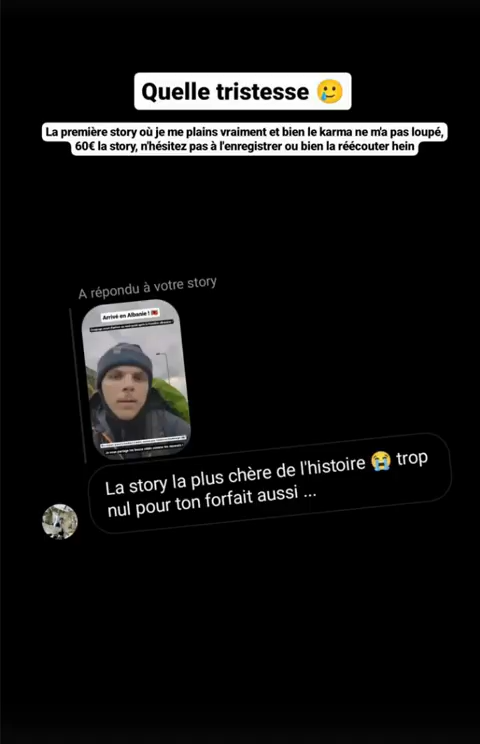 Quelle tristesse 🥲
La première story où je me plains vraiment et bien le karma ne m'a pas loupé,
60€ la story, n'hésitez pas à l'enregistrer ou bien la réécouter hein
A répondu à votre story
Arrivé en Albanie ! 🇦🇱
La story la plus chère de l'histoire 😭 trop
nul pour ton forfait aussi ...